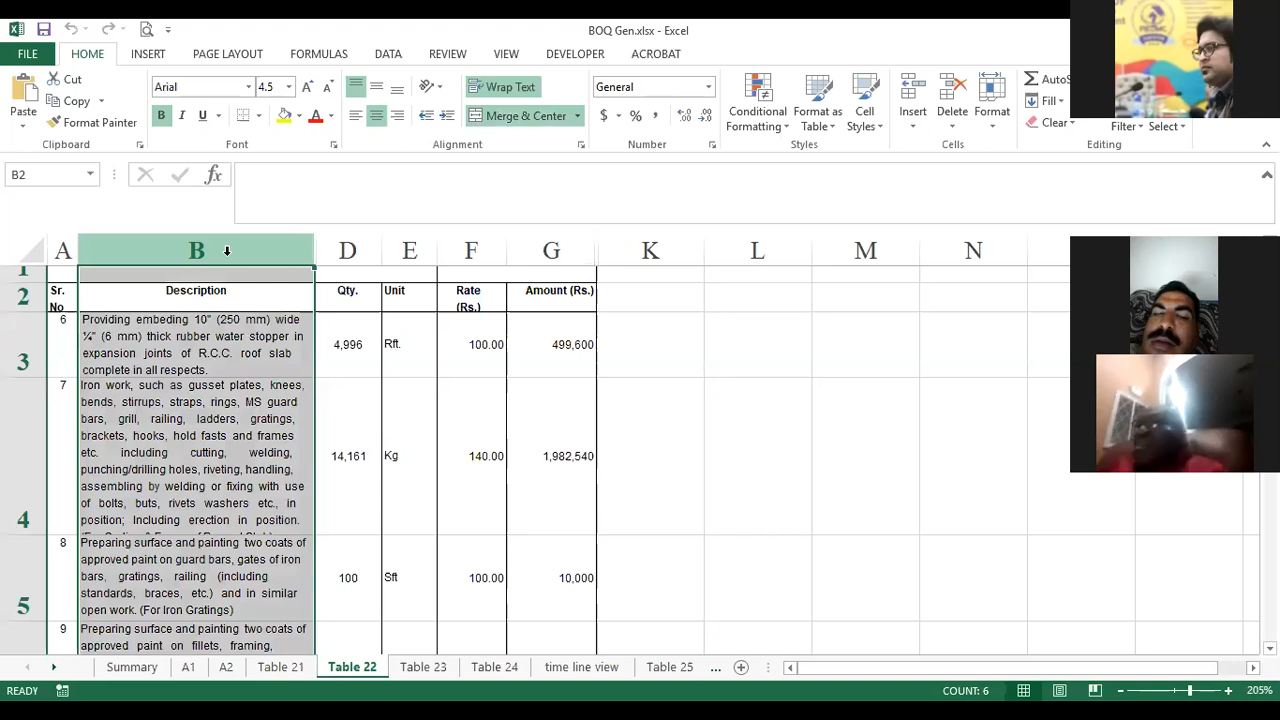 BOQ Gen.xlsx - Excel
FILE HOME INSERT PAGE LAYOUT FORMULAS DATA REVIEW VIEW DEVELOPER ACROBAT
Paste
Cut
Copy
Format Painter
Clipboard
Arial 4.5
B I U
Font
Wrap Text
Merge & Center
Alignment
General
$ % ,
Number
Conditional Formatting
Format as Table
Cell Styles
Styles
Insert
Delete
Format
Cells
AutoS
Fill
Clear
Filter Select
Editing
B2
fx
A B D E F G K L M N
1
2 Sr. No Description Qty. Unit Rate (Rs.) Amount (Rs.)
6 Providing embeding 10" (250 mm) wide
¼" (6 mm) thick rubber water stopper in
3 expansion joints of R.C.C. roof slab 4,996 Rft. 100.00 499,600
complete in all respects.
7 Iron work, such as gusset plates, knees,
bends, stirrups, straps, rings, MS guard
bars, grill, railing, ladders, gratings,
brackets, hooks, hold fasts and frames
etc. including cutting, welding, 14,161 Kg 140.00 1,982,540
punching/drilling holes, riveting, handling,
assembling by welding or fixing with use
of bolts, buts, rivets washers etc., in
4 position; Including erection in position.
8 Preparing surface and painting two coats of
approved paint on guard bars, gates of iron
bars, gratings, railing (including 100 Sft 100.00 10,000
standards, braces, etc.) and in similar
5 open work. (For Iron Gratings)
9 Preparing surface and painting two coats of
approved paint on fillets, framing,
Summary A1 A2 Table 21 Table 22 Table 23 Table 24 time line view Table 25 ...
READY COUNT: 6 205%